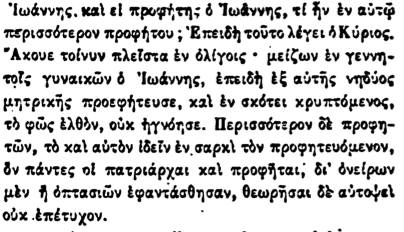 Ἰωάννης. καὶ εἰ προφήτης ὁ Ἰωάννης, τί ἦν ἐν αὐτῷ
περισσότερον προφήτου; Ἐπειδὴ τοῦτο λέγει ὁ Κύριος.
Ἄκουε τοίνυν πλεῖστα ἐν ὀλίγοις · μείζων ἐν γεννη-
τοῖς γυναικῶν ὁ Ἰωάννης, ἐπειδὴ ἐξ αὐτῆς νηδύος
μητρικῆς προεφήτευσε, καὶ ἐν σκότει κρυπτόμενος,
τὸ φῶς ἐλθὸν, οὐκ ἠγνόησε. Περισσότερον δὲ προφη-
τῶν, τὸ καὶ αὐτὸν ἰδεῖν ἐν σαρκὶ τὸν προφητευόμενον,
ὃν πάντες οἱ πατριάρχαι καὶ προφῆται; δι' ὀνείρων
μὲν ἢ ὀπτασιῶν ἐφαντάσθησαν, θεωρῆσαι δὲ αὐτοψεὶ
οὐκ ἐπέτυχον.